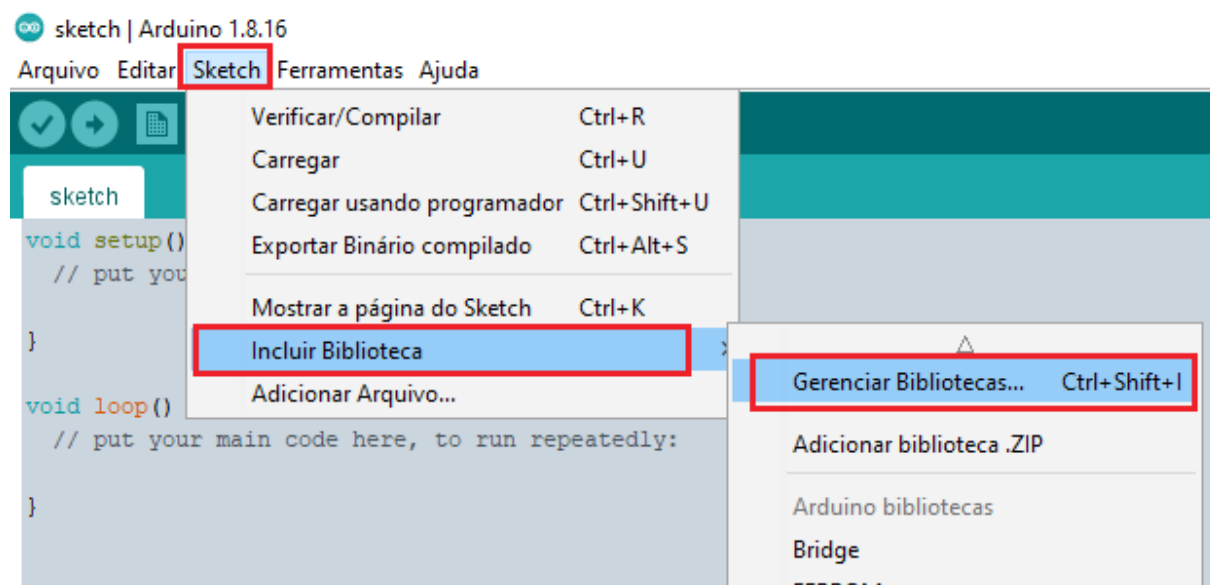 sketch | Arduino 1.8.16
Arquivo Editar Sketch Ferramentas Ajuda
sketch
Verificar/Compilar Ctrl+R
Carregar Ctrl+U
Carregar usando programador Ctrl+Shift+U
Exportar Binário compilado Ctrl+Alt+S
Mostrar a página do Sketch Ctrl+K
Incluir Biblioteca
Adicionar Arquivo...
Gerenciar Bibliotecas... Ctrl+Shift+I
Adicionar biblioteca .ZIP
Arduino bibliotecas
Bridge
void setup()
// put you
}
void loop()
// put your main code here, to run repeatedly:
}